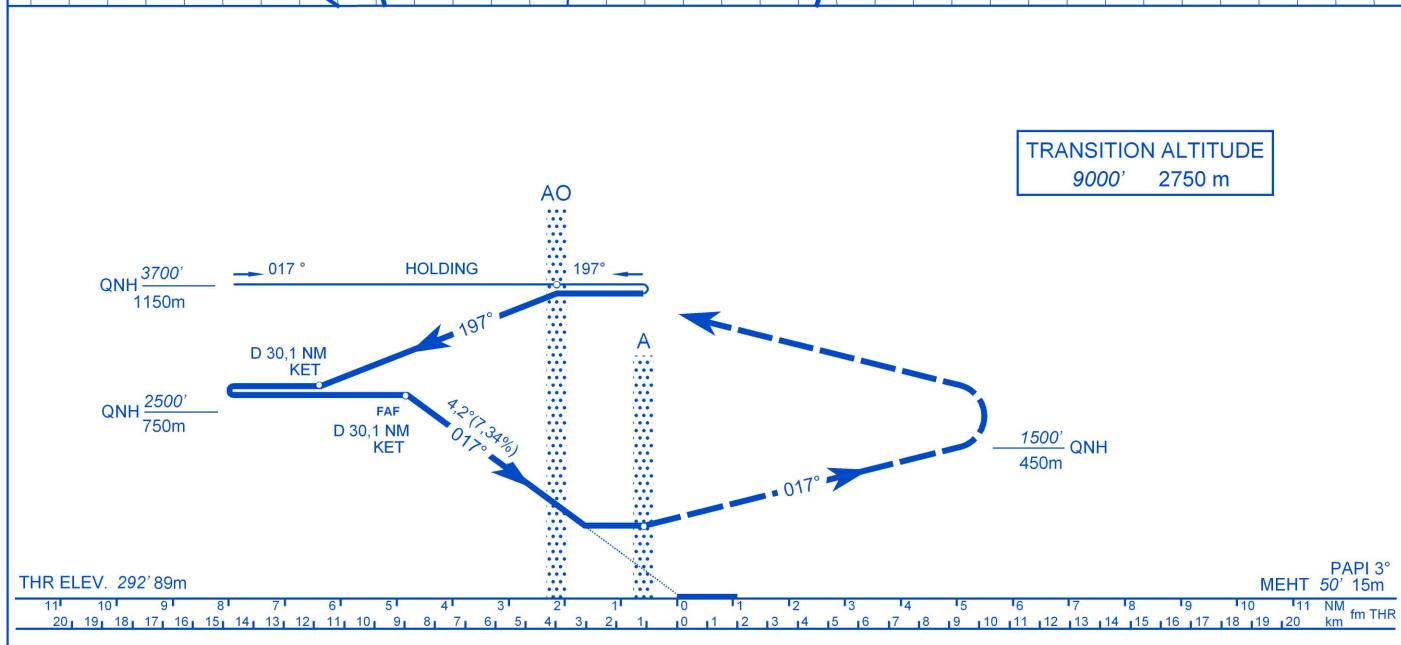 TRANSITION ALTITUDE
9000' 2750 m
AO
QNH 3700'
1150m
017 °
HOLDING
197°
197°
A
D 30,1 NM
KET
QNH 2500'
750m
FAF
D 30,1 NM
KET
4,2°(7,34%)
017°
1500' QNH
450m
017°
THR ELEV. 292' 89m
PAPI 3°
MEHT 50' 15m
11 10 9 8 7 6 5 4 3 2 1 0 1 2 3 4 5 6 7 8 9 10 11 NM
fm THR
20 19 18 17 16 15 14 13 12 11 10 9 8 7 6 5 4 3 2 1 0 1 2 3 4 5 6 7 8 9 10 11 12 13 14 15 16 17 18 19 20 km